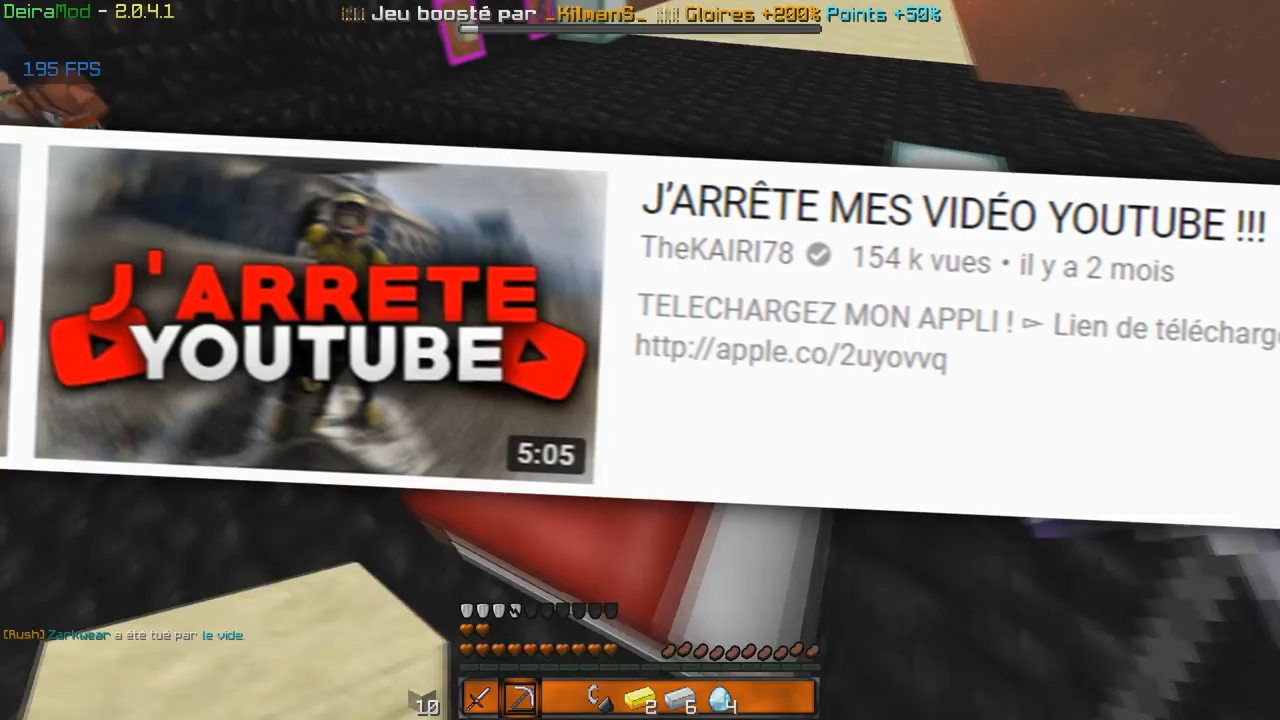 DeiraMod - 2.0.4.1
Jeu boosté par _KilmanS_ Gloires +200% Points +50%
195 FPS
J'ARRETE
YOUTUBE
5:05
J'ARRÊTE MES VIDÉO YOUTUBE !!!
TheKAIRI78 154 k vues • il y a 2 mois
TELECHARGEZ MON APPLI ! ▻ Lien de télécharg
http://apple.co/2uyovvq
[Rush] Zarkwear a été tué par le vide.
10
2
6
4